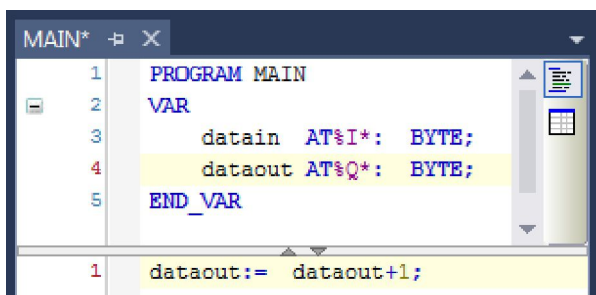 MAIN*
1 PROGRAM MAIN
2 VAR
3 datain AT%I*: BYTE;
4 dataout AT%Q*: BYTE;
5 END_VAR
1 dataout:= dataout+1;